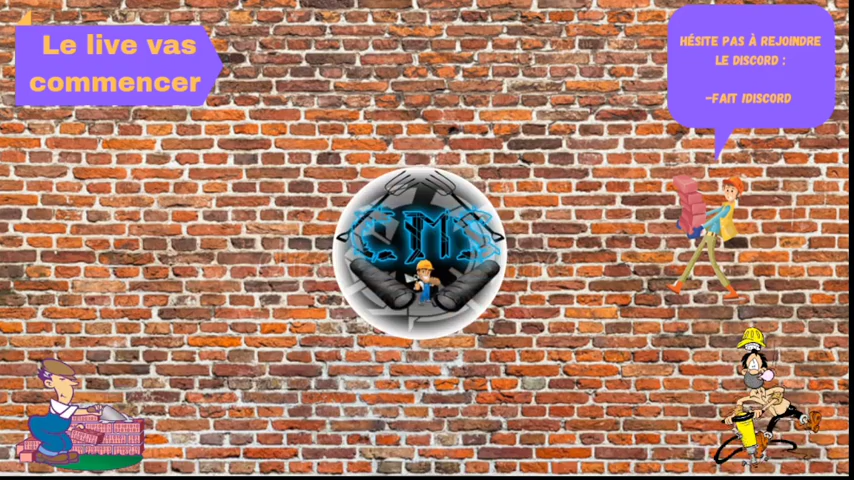 Le live vas
commencer
HÉSITE PAS À REJOINDRE
LE DISCORD :
-FAIT !DISCORD
CMS